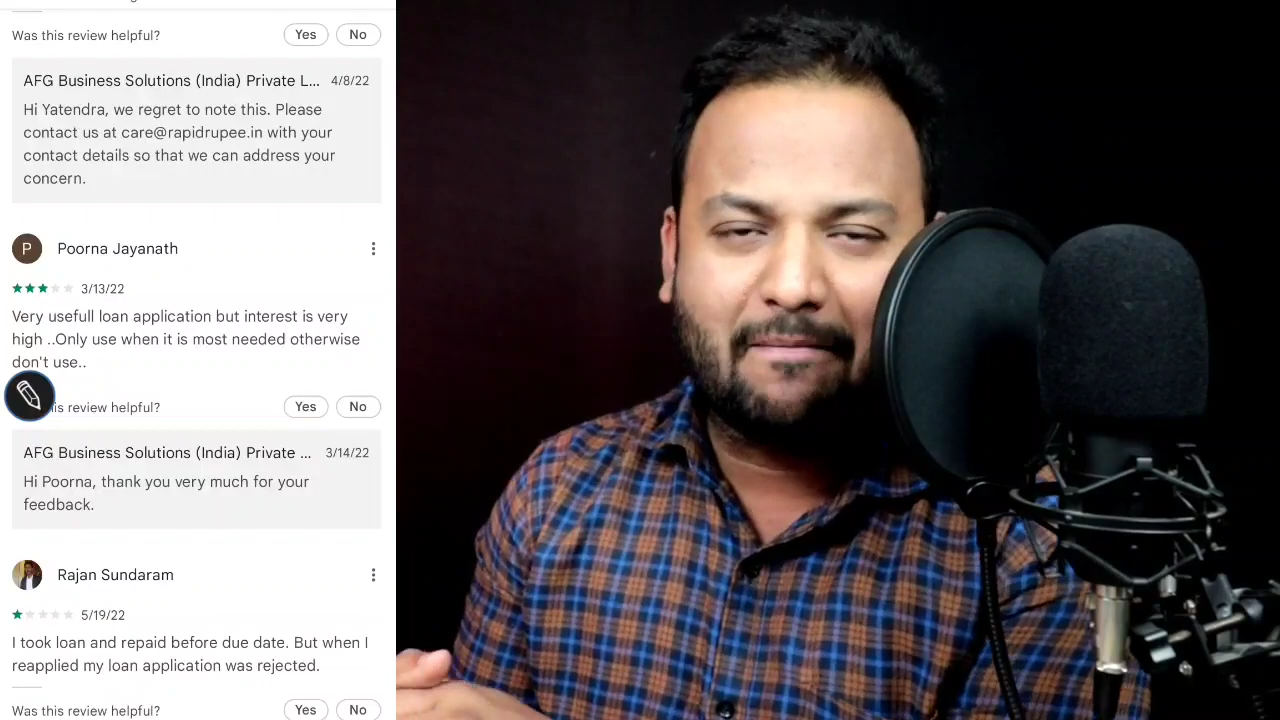 Was this review helpful? Yes No
AFG Business Solutions (India) Private L... 4/8/22
Hi Yatendra, we regret to note this. Please
contact us at care@rapidrupee.in with your
contact details so that we can address your
concern.
P Poorna Jayanath
3/13/22
Very usefull loan application but interest is very
high ..Only use when it is most needed otherwise
don't use..
is review helpful? Yes No
AFG Business Solutions (India) Private ... 3/14/22
Hi Poorna, thank you very much for your
feedback.
Rajan Sundaram
5/19/22
I took loan and repaid before due date. But when I
reapplied my loan application was rejected.
Was this review helpful? Yes No